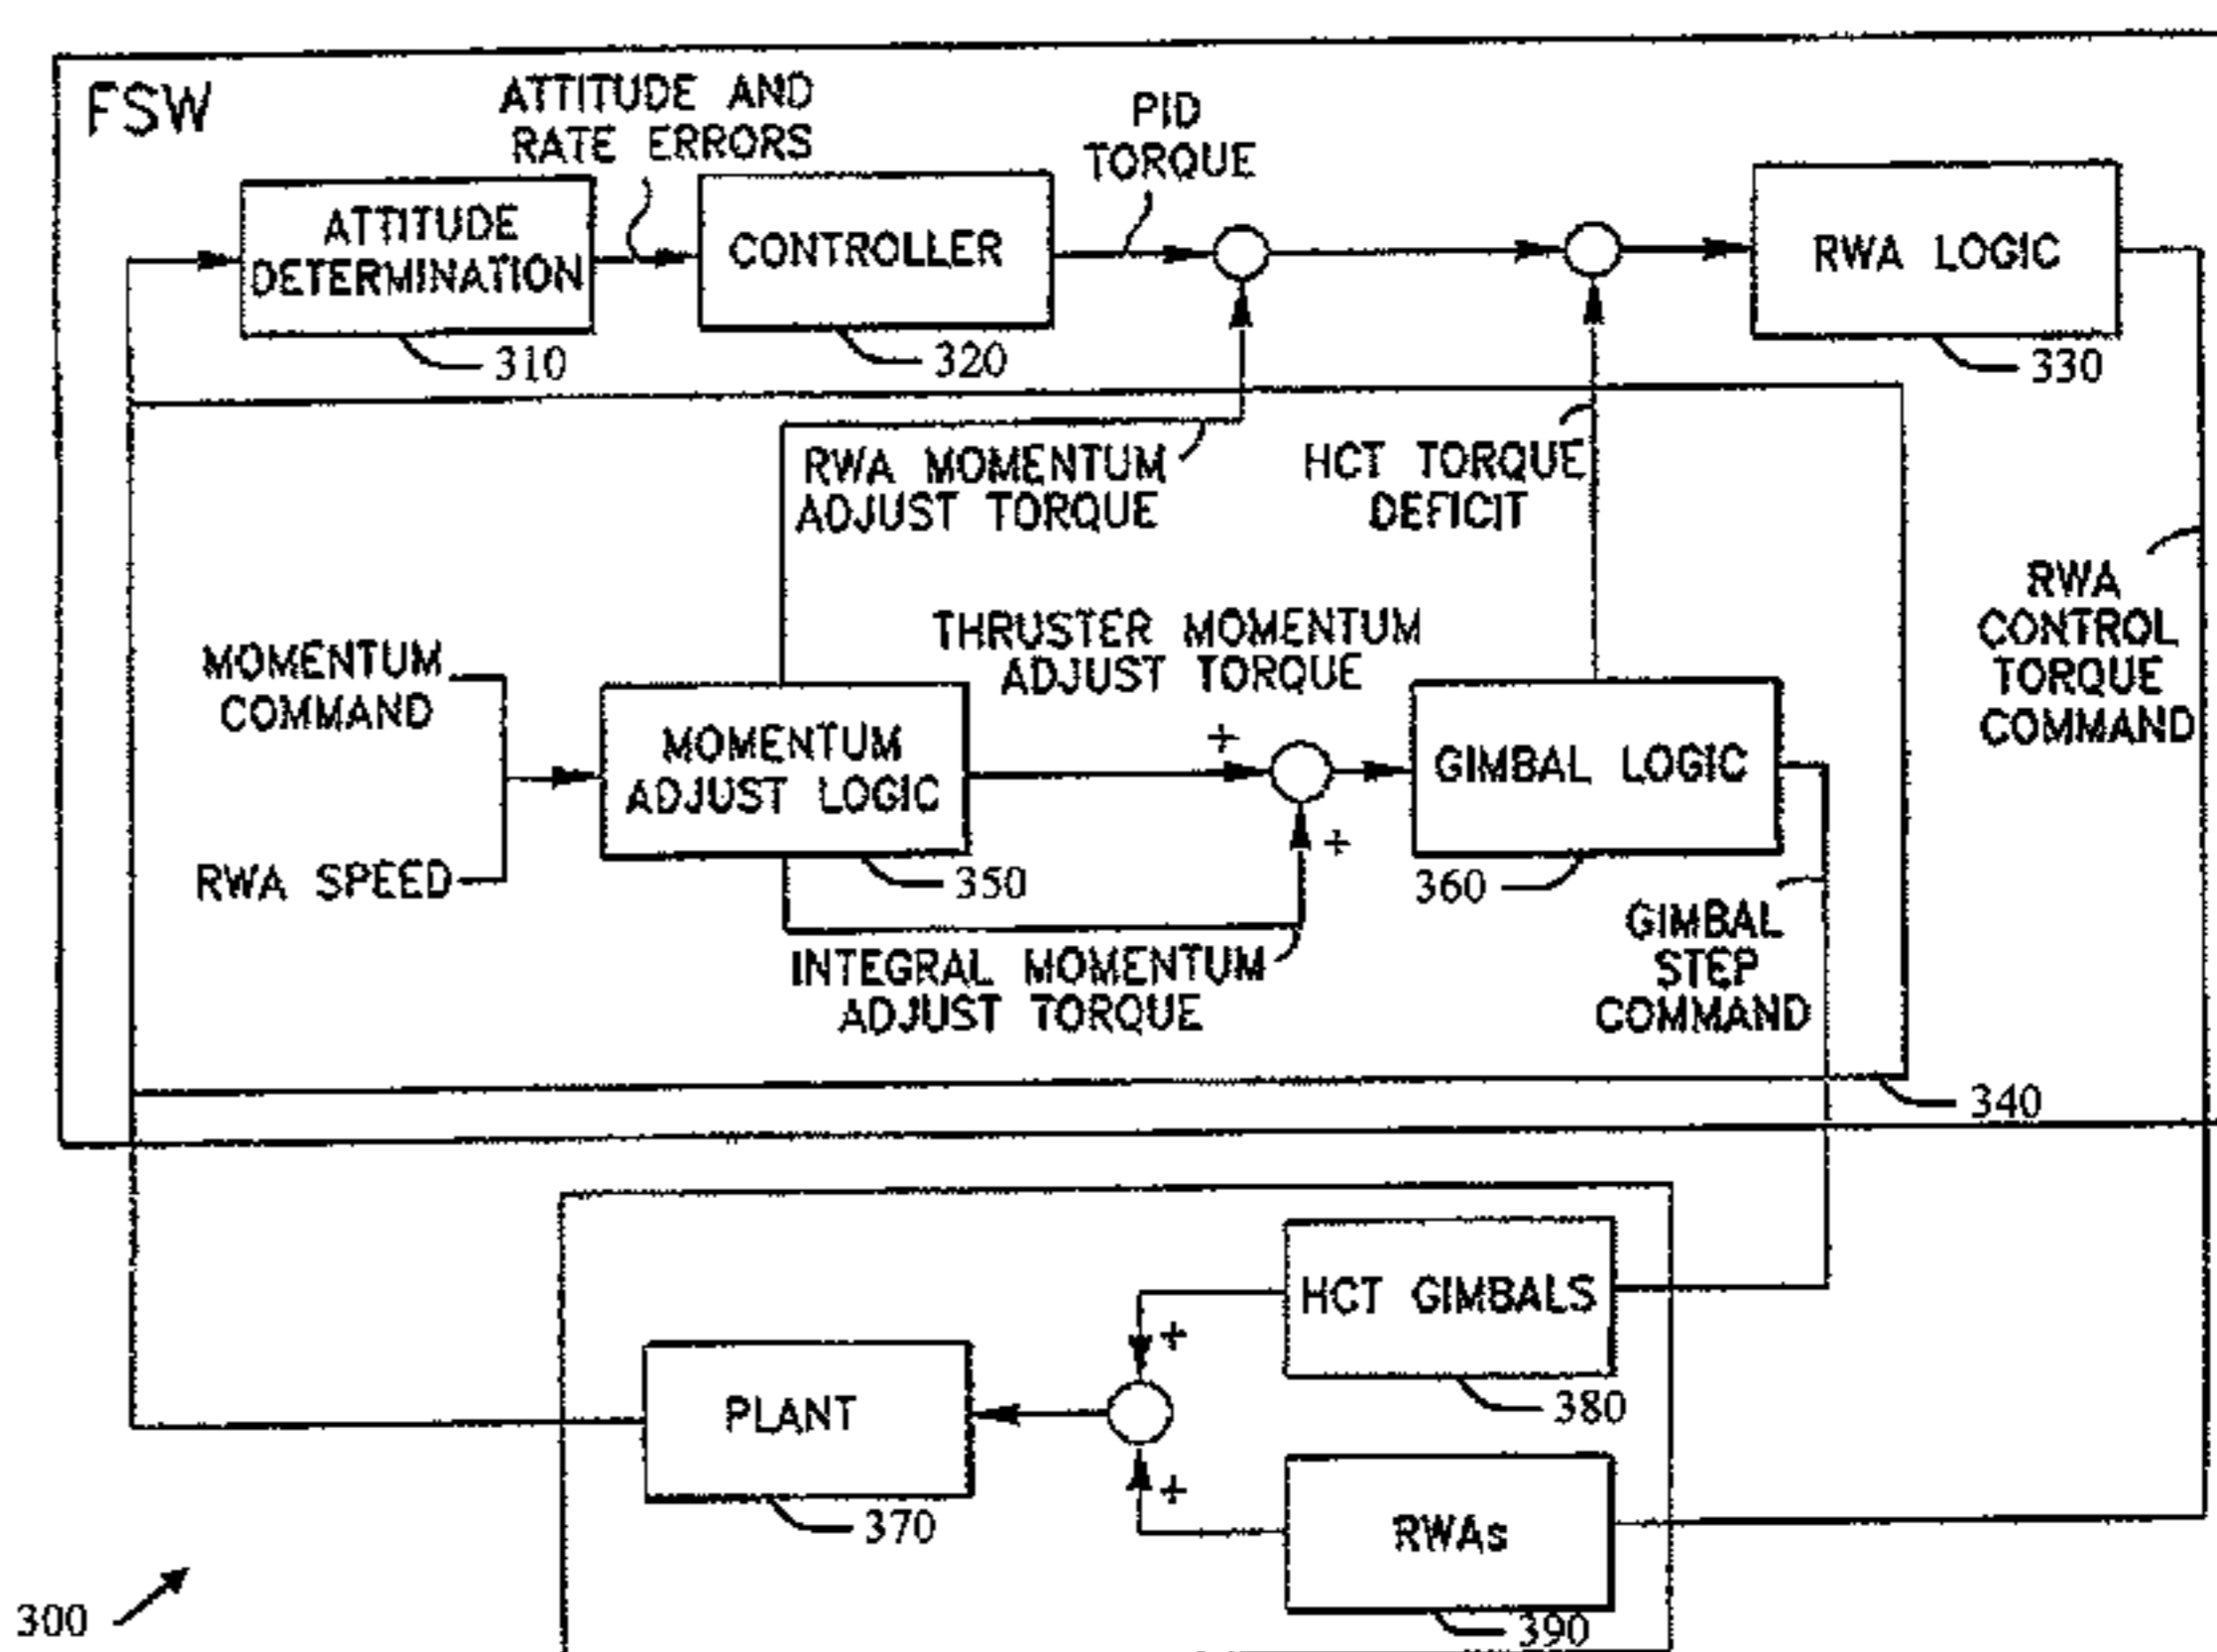 FSW
ATTITUDE AND
RATE ERRORS
PID
TORQUE
ATTITUDE
DETERMINATION
CONTROLLER
RWA LOGIC
310
320
330
RWA MOMENTUM
ADJUST TORQUE
HCT TORQUE
DEFICIT
RWA
CONTROL
TORQUE
COMMAND
MOMENTUM
COMMAND
THRUSTER MOMENTUM
ADJUST TORQUE
MOMENTUM
ADJUST LOGIC
+
GIMBAL LOGIC
+
RWA SPEED
350
360
GIMBAL
STEP
COMMAND
INTEGRAL MOMENTUM
ADJUST TORQUE
340
HCT GIMBALS
+
380
PLANT
370
+
RWAs
390
300